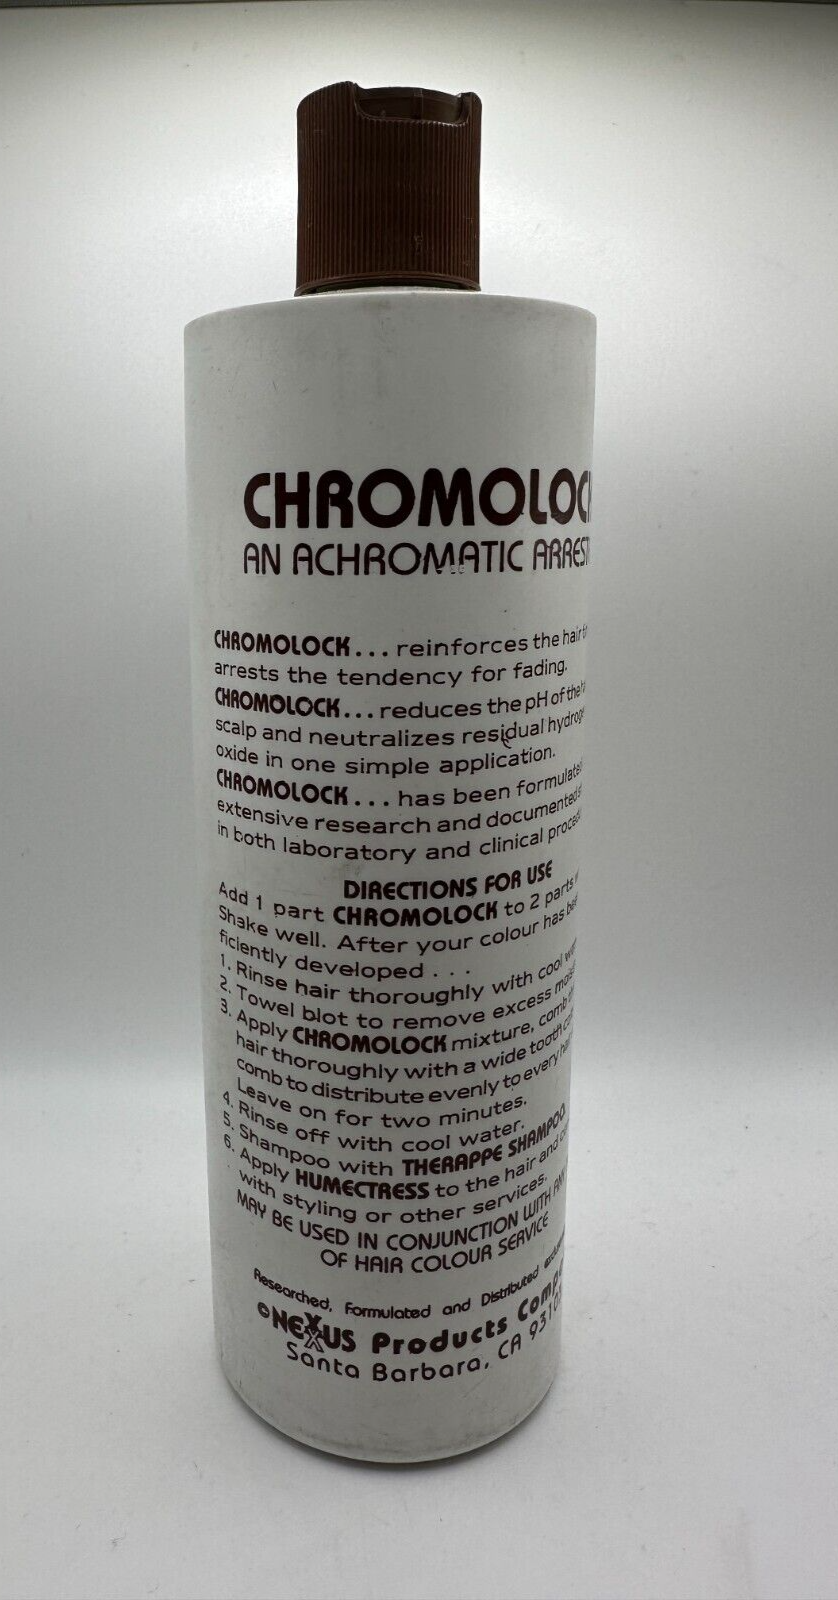 CHROMOLOCK
AN ACHROMATIC
CHROMOLOCK... reinforces the hair
arrests the tendency for fading.
CHROMOLOCK... reduces the pH of the
scalp and neutralizes residual
oxide in one simple application.
CHROMOLOCK... has been formulated
extensive research and documented
in both laboratory and clinical
DIRECTIONS FOR USE
Add 1 part CHROMOLOCK to 2 parts
Shake well. After your colour has
ficiently developed . . .
1. Rinse hair thoroughly with cool
2. Towel blot to remove excess
3. Apply CHROMOLOCK mixture, comb
hair thoroughly with a wide tooth
comb to distribute evenly to every
Leave on for two minutes.
4. Rinse off with cool water.
5. Shampoo with THERAPPE SHAMPOO.
6. Apply HUMECTRESS to the hair and
with styling or other services.
MAY BE USED IN CONJUNCTION WITH
OF HAIR COLOUR SERVICE
Researched, Formulated and Distributed
©NEXXUS Products
Santa Barbara, CA